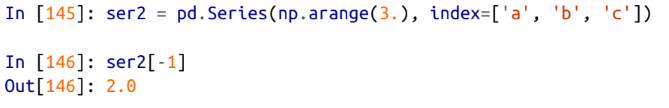 In [145]: ser2 = pd.Series(np.arange(3.), index=['a', 'b', 'c'])
In [146]: ser2[-1]
Out[146]: 2.0